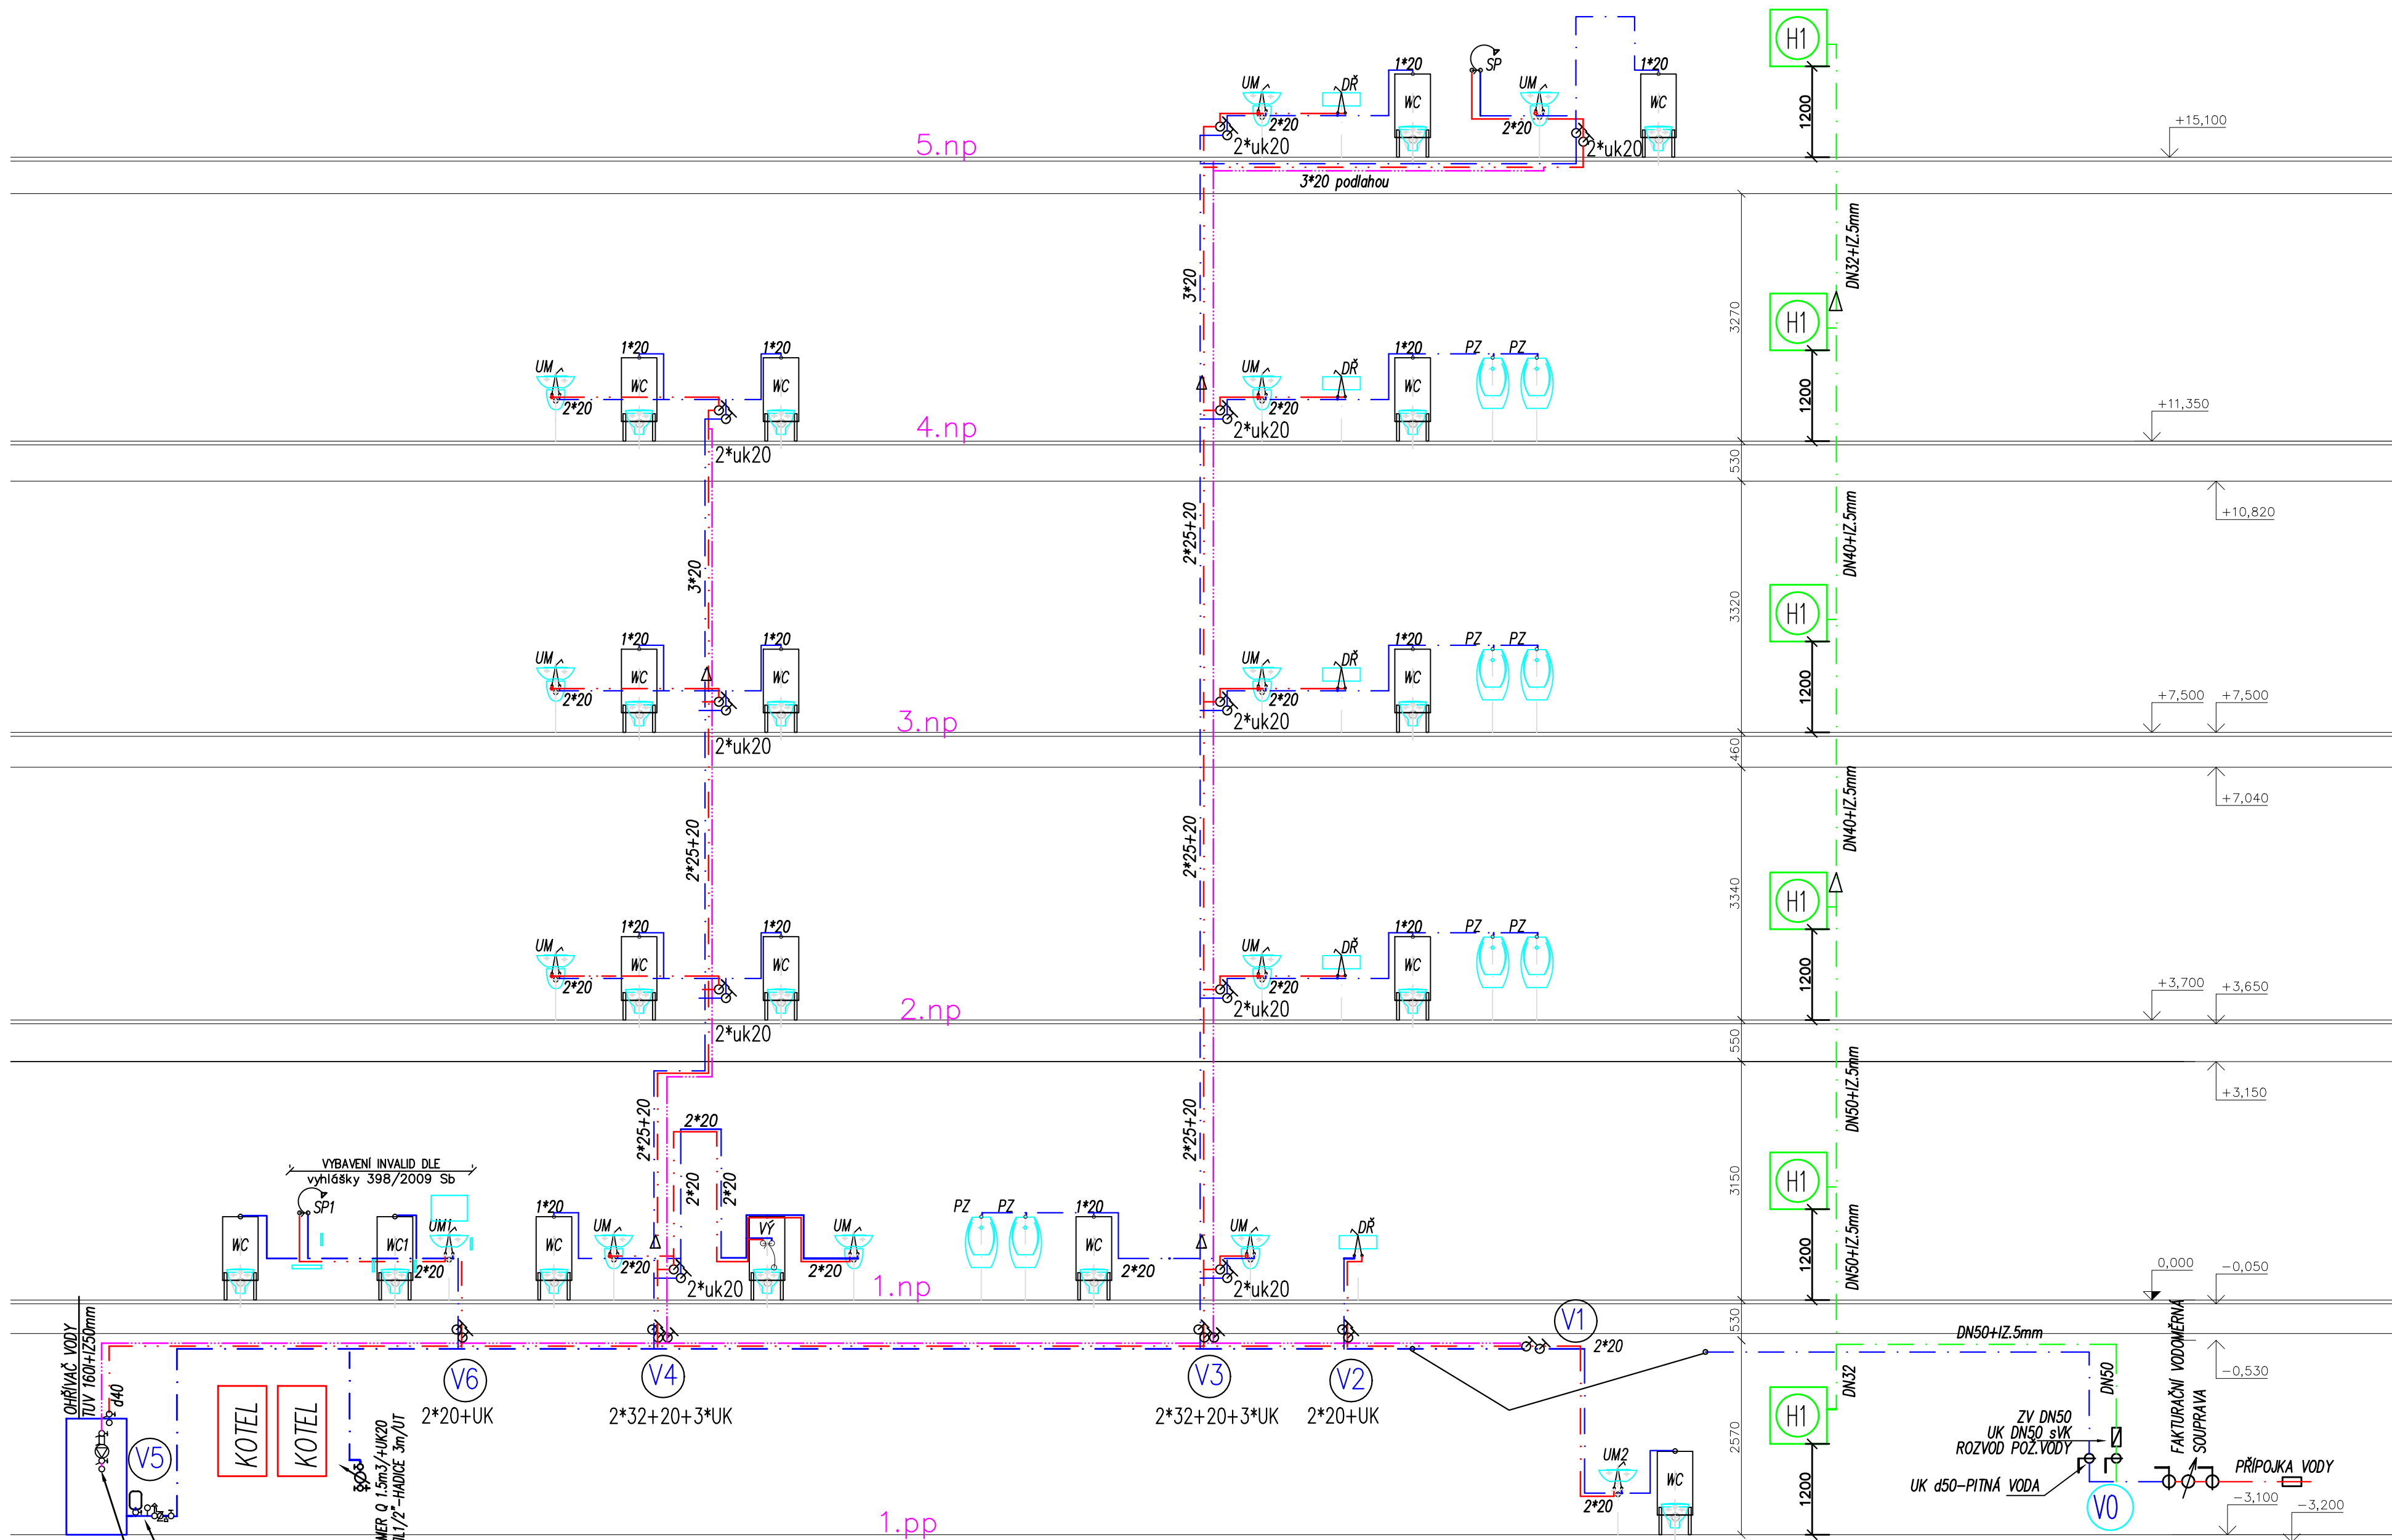 H1
1*20
SP
1*20
UM
DŘ
UM
WC
WC
1200
2*20
2*20
+15,100
5.np
2*uk20
2*uk20
3*20 podlahou
DN32+IZ.5mm
3*20
3270
H1
1*20
1*20
1*20
PZ
PZ
UM
UM
DŘ
WC
WC
WC
1200
2*20
2*20
+11,350
4.np
2*uk20
2*uk20
530
+10,820
2*25+20
DN40+IZ.5mm
3*20
3320
H1
1*20
1*20
1*20
PZ
PZ
UM
UM
DŘ
WC
WC
WC
1200
2*20
2*20
+7,500
+7,500
3.np
2*uk20
2*uk20
460
+7,040
2*25+20
2*25+20
DN40+IZ.5mm
3340
H1
1*20
1*20
1*20
PZ
PZ
UM
UM
DŘ
WC
WC
WC
1200
2*20
2*20
+3,700
+3,650
2.np
2*uk20
2*uk20
550
+3,150
DN50+IZ.5mm
2*25+20
2*20
2*25+20
VYBAVENÍ INVALID DLE
vyhlášky 398/2009 Sb
2*20
2*20
3150
H1
SP1
1*20
PZ
PZ
1*20
UM1
UM
VÝ
UM
UM
DŘ
WC
WC1
WC
WC
2*20
2*20
2*20
2*20
1200
DN50+IZ.5mm
0,000
-0,050
1.np
2*uk20
2*uk20
530
V1
2*20
DN50+IZ.5mm
-0,530
OHŘÍVAČ VODY
TUV 160l+IZ50mm
d40
V6
V4
V3
V2
2*20+UK
2*32+20+3*UK
2*32+20+3*UK
2*20+UK
DN32
DN50
H1
KOTEL
KOTEL
V5
MER Q 1.5m3/+UK20
L1/2"-HADICE 3m/UT
2570
ZV DN50
UK DN50 sVK
ROZVOD POŽ.VODY
FAKTURAČNÍ VODOMĚRNÁ
SOUPRAVA
UM2
WC
2*20
1200
UK d50-PITNÁ VODA
PŘÍPOJKA VODY
V0
-3,100
-3,200
1.pp